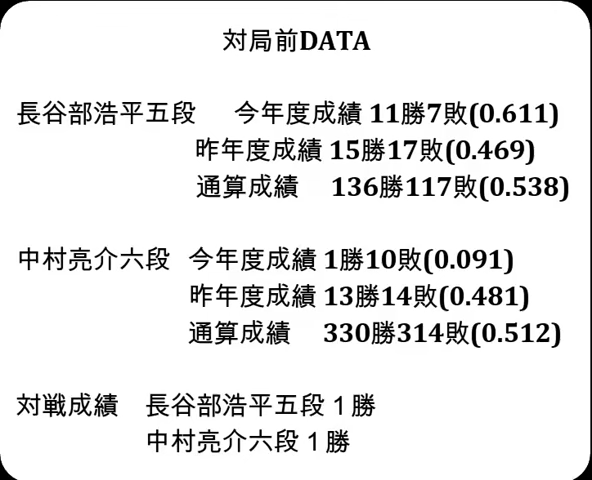 対局前DATA
長谷部浩平五段 今年度成績 11勝7敗(0.611)
昨年度成績 15勝17敗(0.469)
通算成績 136勝117敗(0.538)
中村亮介六段 今年度成績 1勝10敗(0.091)
昨年度成績 13勝14敗(0.481)
通算成績 330勝314敗(0.512)
対戦成績 長谷部浩平五段 1勝
中村亮介六段 1勝